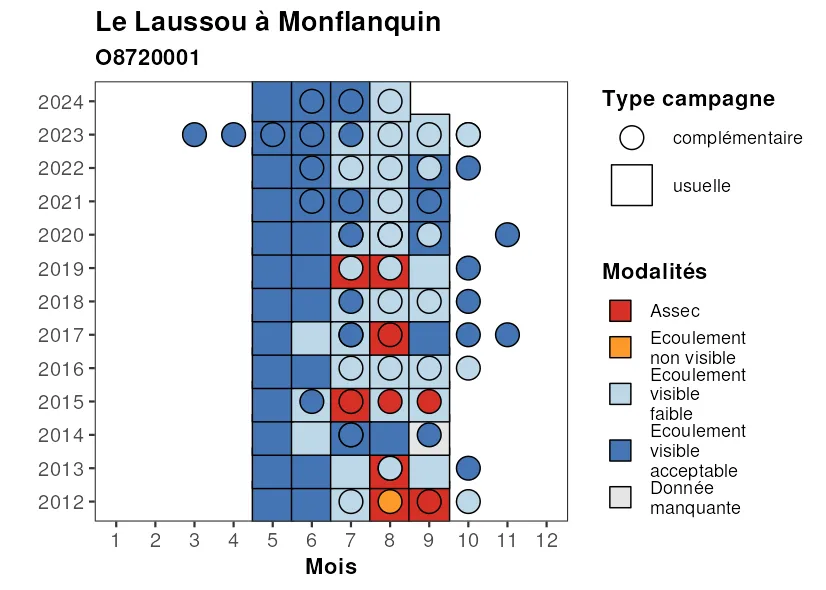 Le Laussou à Monflanquin
O8720001
2024
2023
2022
2021
2020
2019
2018
2017
2016
2015
2014
2013
2012
1 2 3 4 5 6 7 8 9 10 11 12
Mois
Type campagne
complémentaire
usuelle
Modalités
Assec
Ecoulement
non visible
Ecoulement
visible
faible
Ecoulement
visible
acceptable
Donnée
manquante